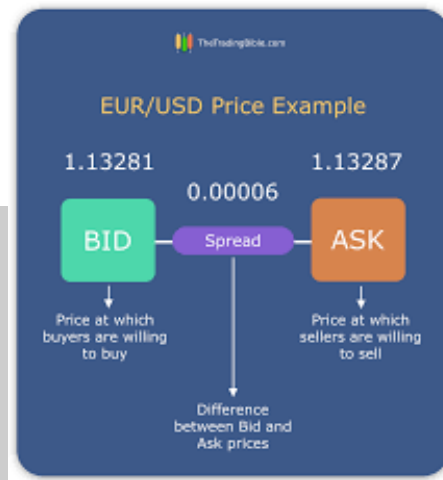 TheTradingBible.com
EUR/USD Price Example
1.13281
1.13287
0.00006
BID
Spread
ASK
Price at which
buyers are willing
to buy
Price at which
sellers are willing
to sell
Difference
between Bid and
Ask prices